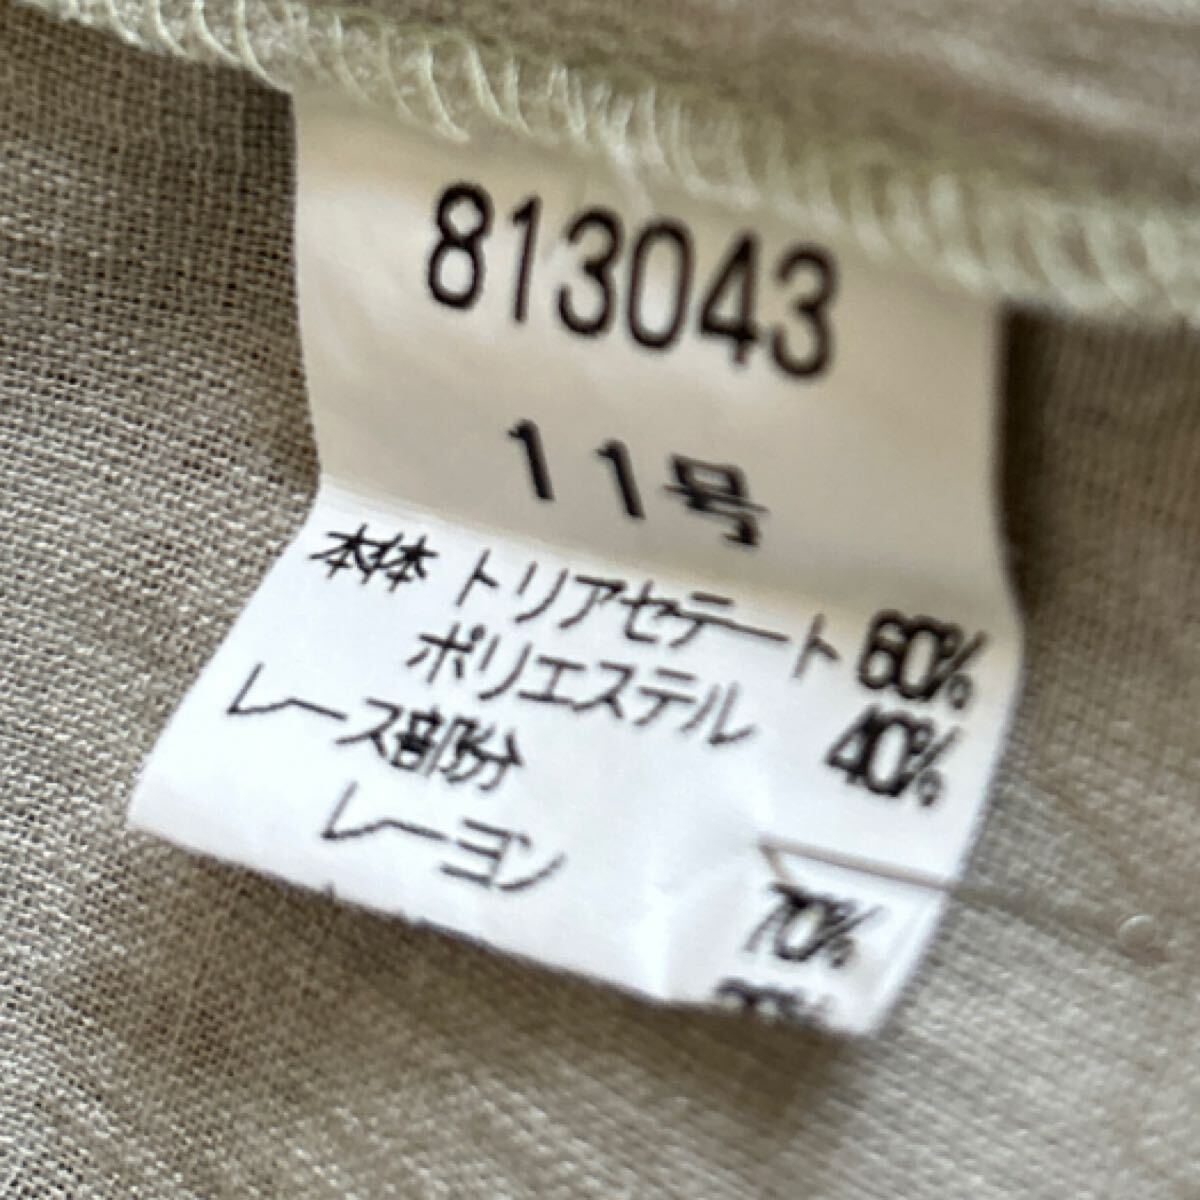 813043
11号
本体 トリアセテート 60%
ポリエステル 40%
レース部分
レーヨン 70%